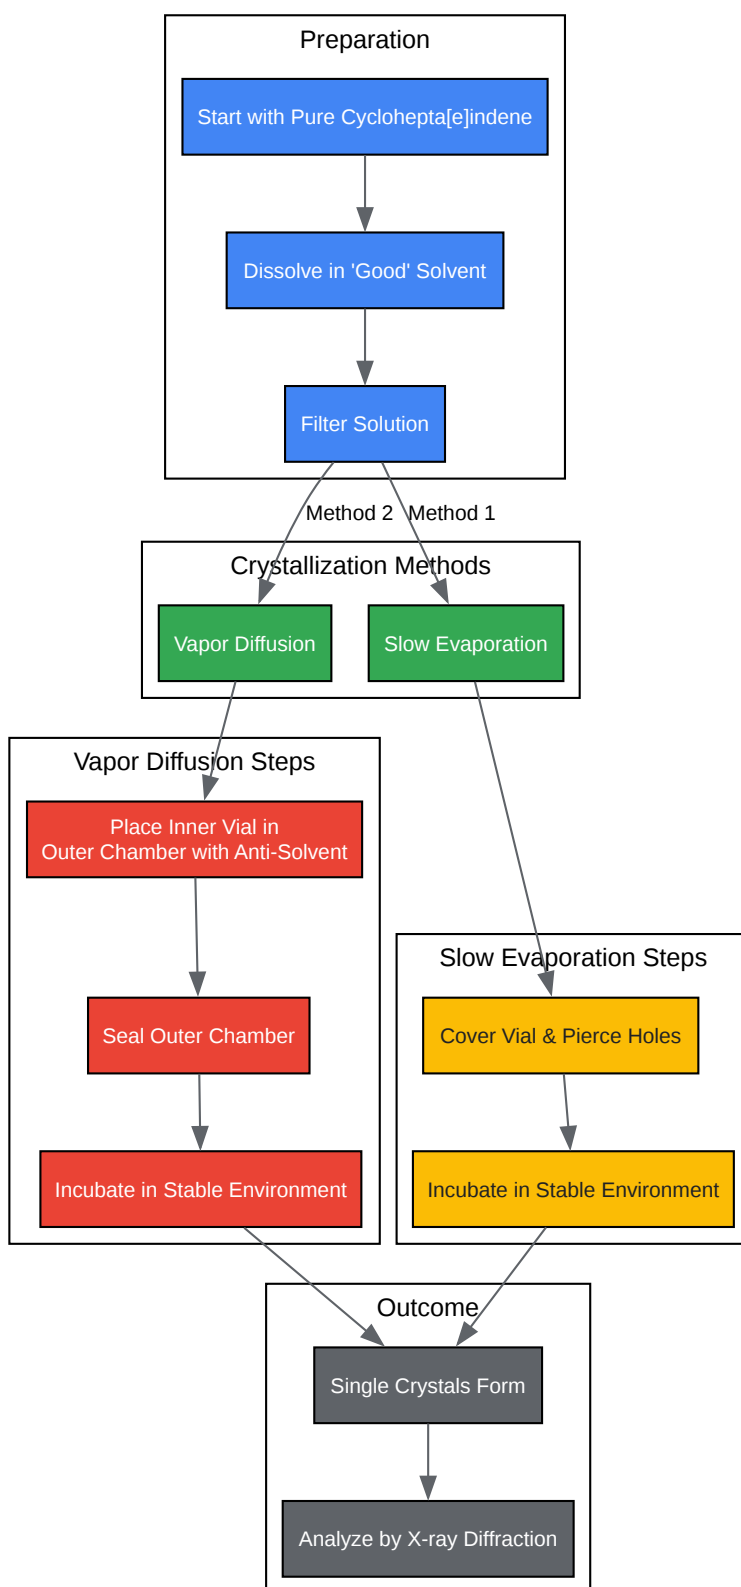 Preparation
Start with Pure Cyclohepta[e]indene
Dissolve in 'Good' Solvent
Filter Solution
Method 2
Method 1
Crystallization Methods
Vapor Diffusion
Slow Evaporation
Vapor Diffusion Steps
Place Inner Vial in
Outer Chamber with Anti-Solvent
Slow Evaporation Steps
Seal Outer Chamber
Cover Vial & Pierce Holes
Incubate in Stable Environment
Incubate in Stable Environment
Outcome
Single Crystals Form
Analyze by X-ray Diffraction